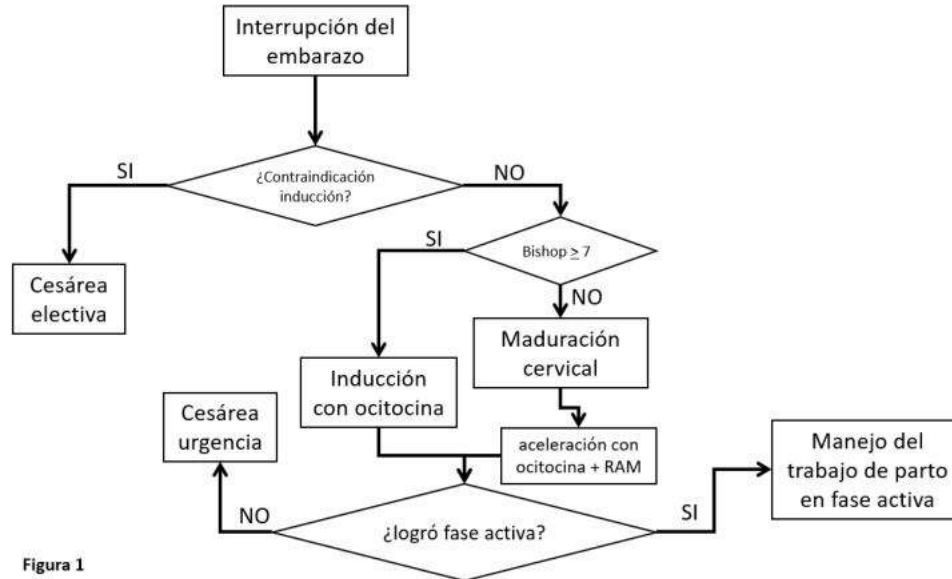 Interrupción del
embarazo
SI
¿Contraindicación
inducción?
NO
SI
Bishop ≥ 7
Cesárea
electiva
NO
Maduración
cervical
Inducción
con ocitocina
Cesárea
urgencia
aceleración con
ocitocina + RAM
Manejo del
trabajo de parto
en fase activa
NO
¿logró fase activa?
SI
Figura 1